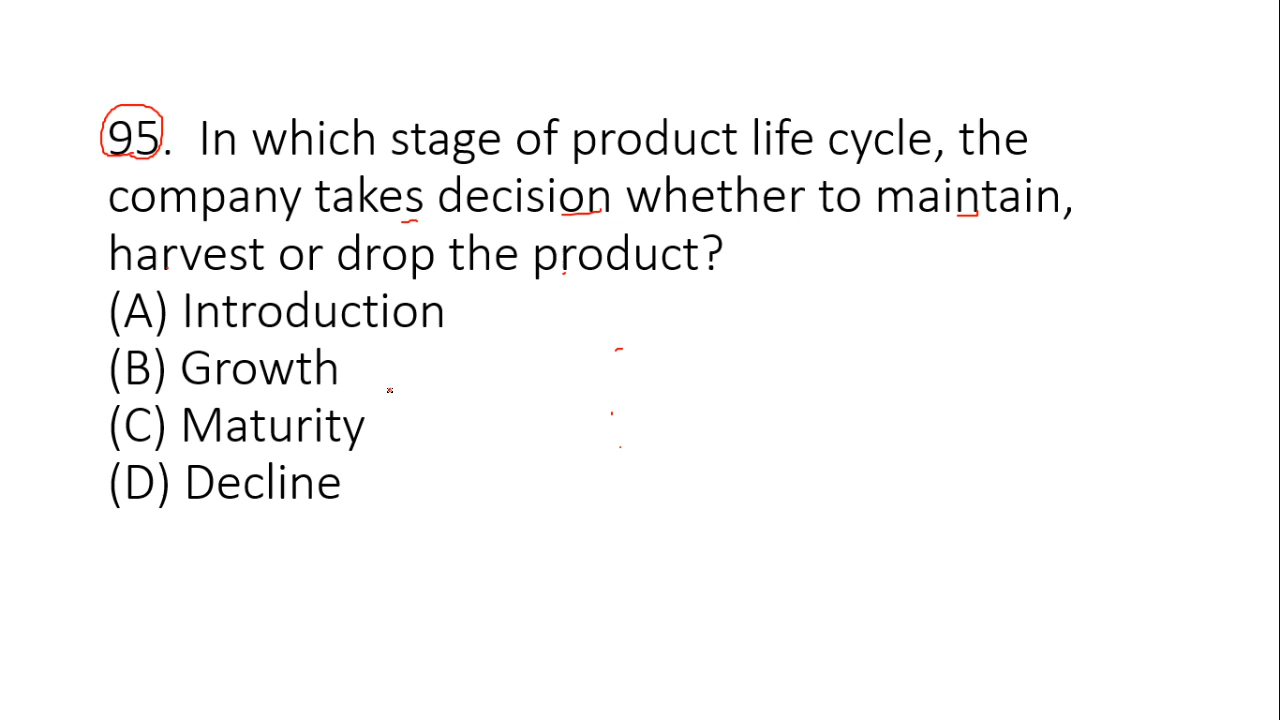 95. In which stage of product life cycle, the
company takes decision whether to maintain,
harvest or drop the product?
(A) Introduction
(B) Growth
(C) Maturity
(D) Decline